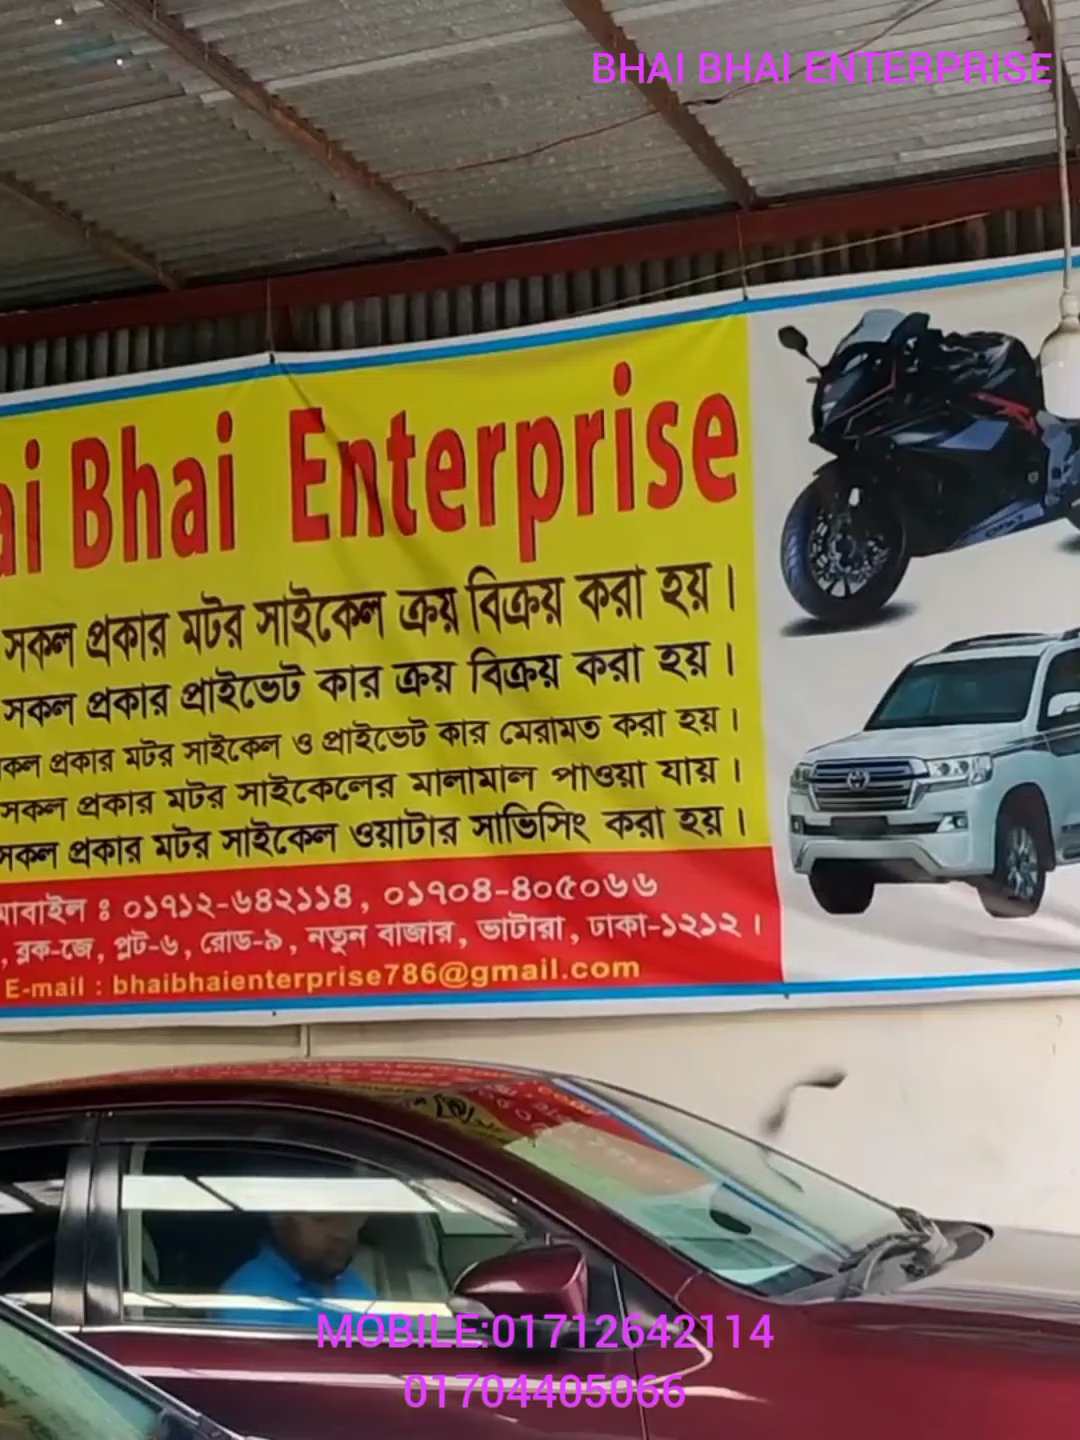 BHAI BHAI ENTERPRISE
ai Bhai Enterprise
সকল প্রকার মটর সাইকেল ক্রয় বিক্রয় করা হয়।
সকল প্রকার প্রাইভেট কার ক্রয় বিক্রয় করা হয়।
কল প্রকার মটর সাইকেল ও প্রাইভেট কার মেরামত করা হয়।
সকল প্রকার মটর সাইকেলের মালামাল পাওয়া যায়।
সকল প্রকার মটর সাইকেল ওয়াটার সাভিসিং করা হয়।
মোবাইল ঃ ০১৭১২-৬৪২১১৪, ০১৭০৪-৪০৫০৬৬
, ব্লক-জে, প্লট-৬, রোড-৯, নতুন বাজার, ভাটারা, ঢাকা-১২১২।
E-mail : bhaibhaienterprise786@gmail.com
MOBILE:01712642114
01704405066